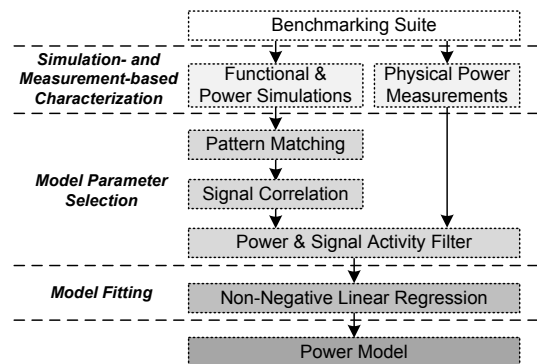 Benchmarking Suite
Simulation- and
Measurement-based
Characterization
Functional &
Power Simulations
Physical Power
Measurements
Model Parameter
Selection
Pattern Matching
Signal Correlation
Power & Signal Activity Filter
Model Fitting
Non-Negative Linear Regression
Power Model